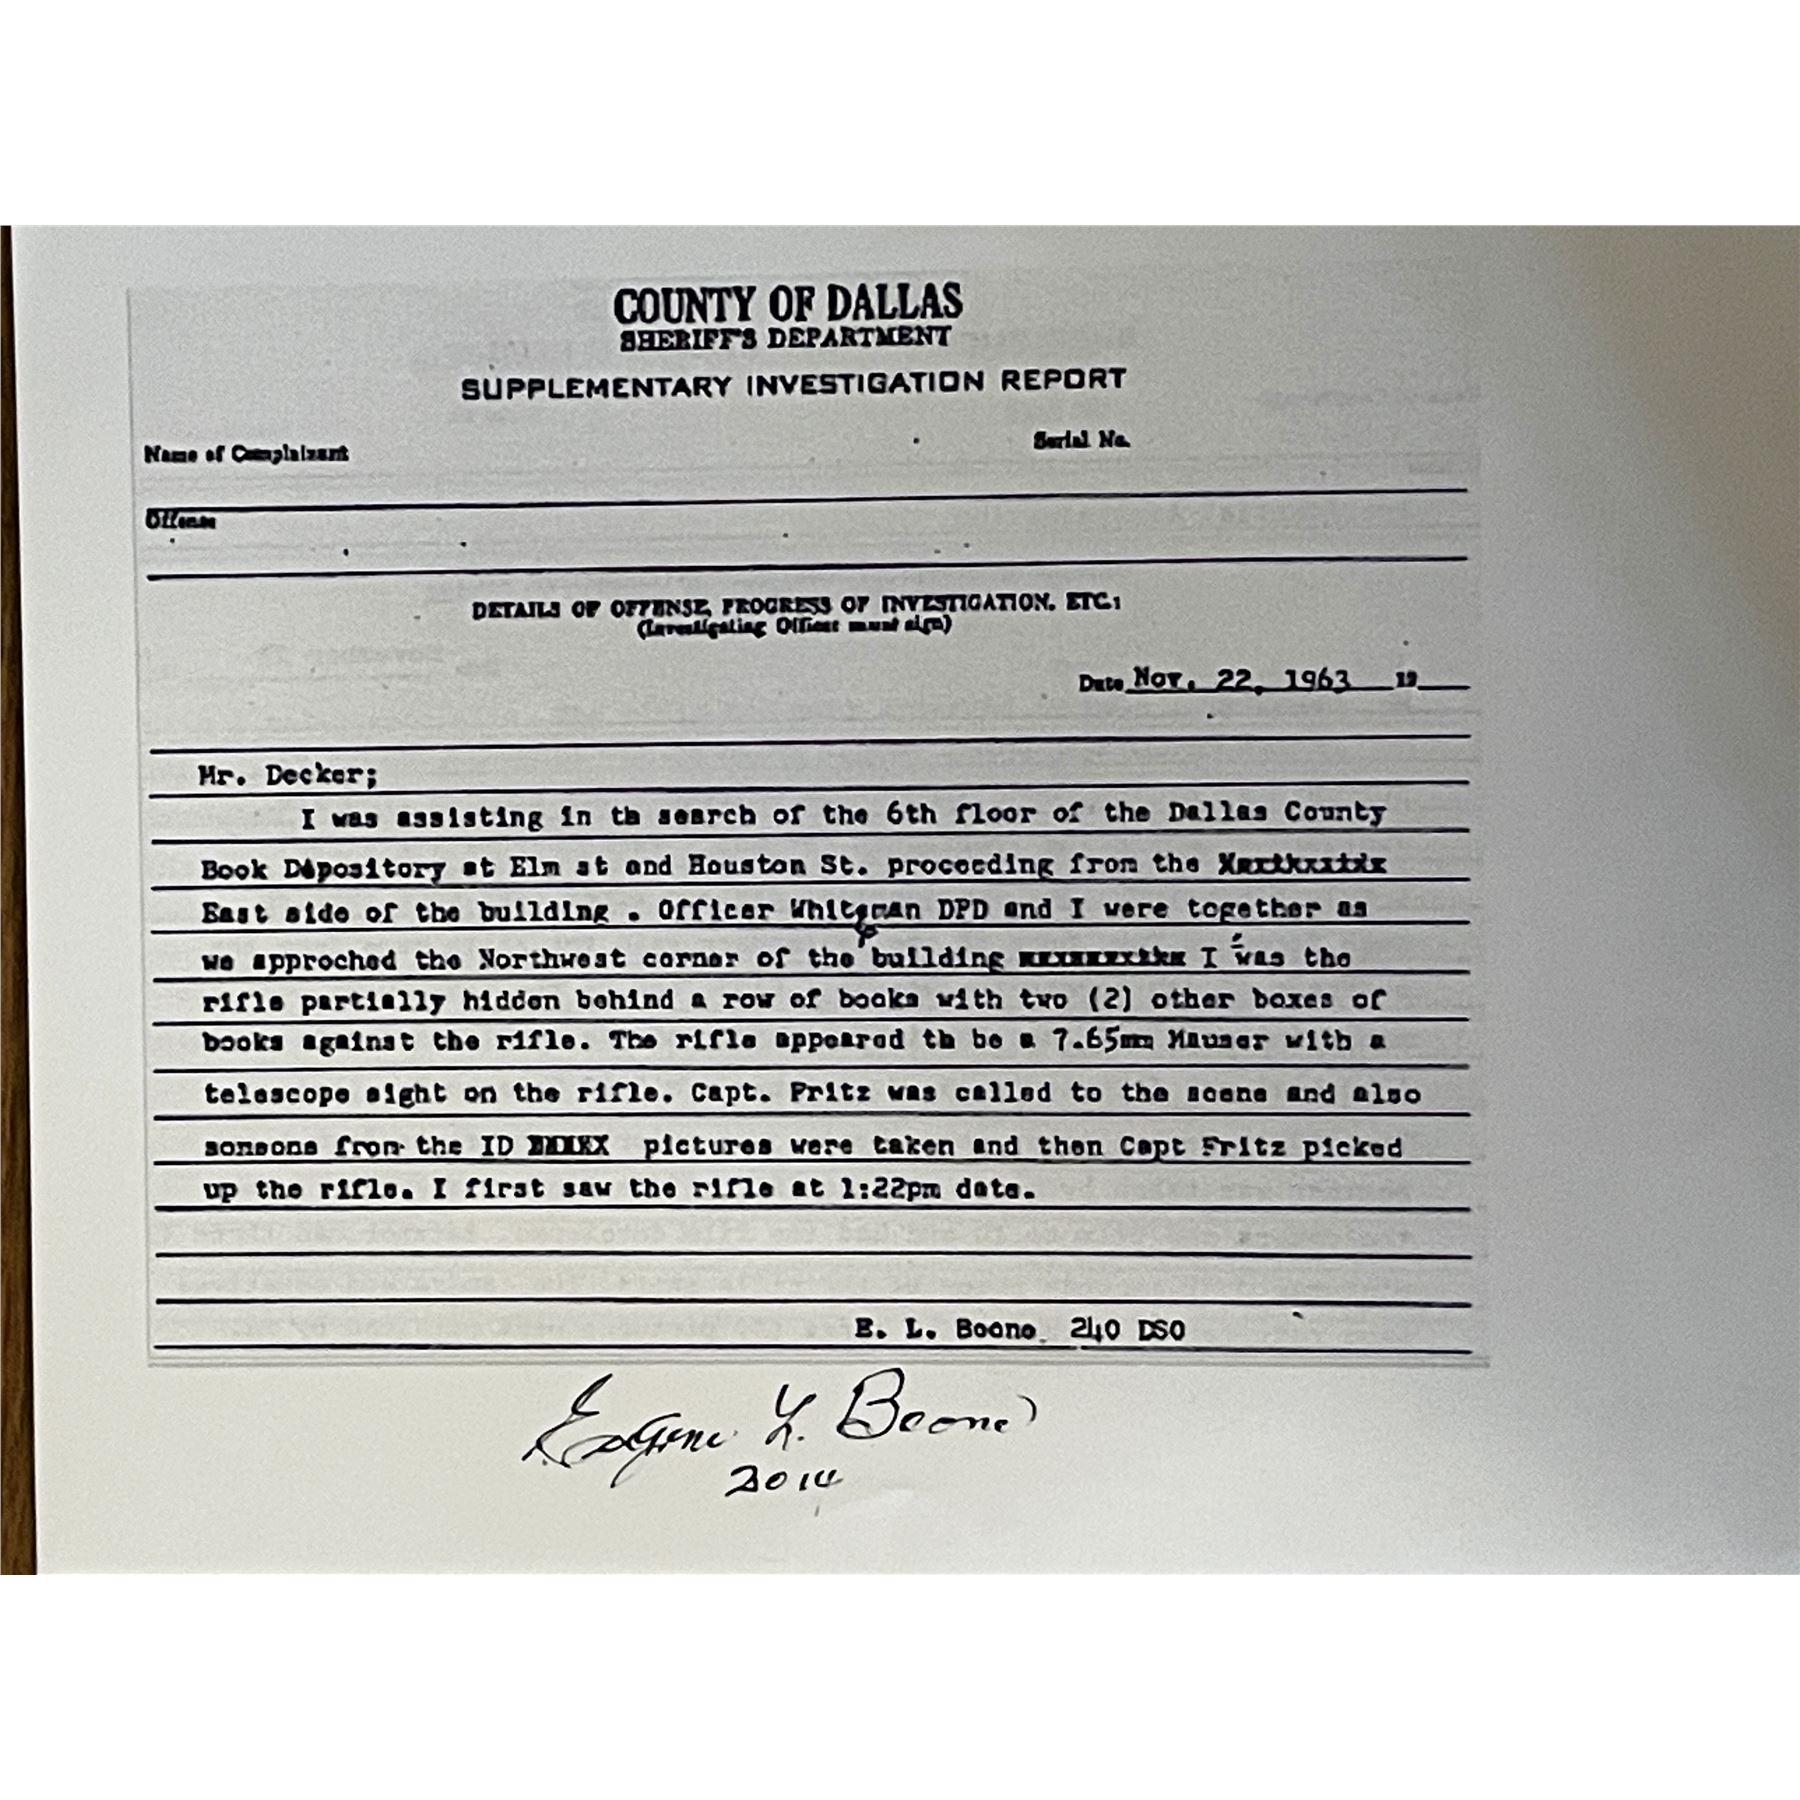 COUNTY OF DALLAS
SHERIFF'S DEPARTMENT
SUPPLEMENTARY INVESTIGATION REPORT
Name of Complainant Serial No.
Offense
DETAILS OF OFFENSE, PROGRESS OF INVESTIGATION, ETC:
(Investigating Officer must sign)
Date Nov. 22, 1963 19
Mr. Decker;
I was assisting in th search of the 6th floor of the Dallas County
Book Depository at Elm st and Houston St. proceeding from the
East side of the building . Officer Whiteman DPD and I were together as
we approched the Northwest corner of the building I was the
rifle partially hidden behind a row of books with two (2) other boxes of
books against the rifle. The rifle appeared th be a 7.65mm Mauser with a
telescope sight on the rifle. Capt. Fritz was called to the scene and also
someone from the ID pictures were taken and then Capt Fritz picked
up the rifle. I first saw the rifle at 1:22pm date.
E. L. Boone 240 DSO
Eugene L. Boone
2014